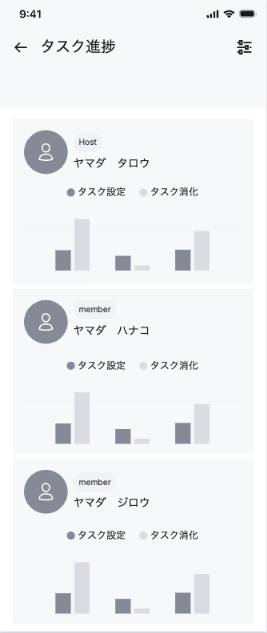 9:41
タスク進捗
Host
ヤマダ　タロウ
タスク設定　タスク消化
member
ヤマダ　ハナコ
タスク設定　タスク消化
member
ヤマダ　ジロウ
タスク設定　タスク消化